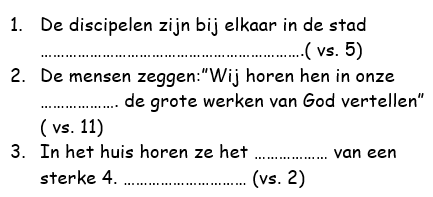 1. De discipelen zijn bij elkaar in de stad
……………………………………………………….( vs. 5)
2. De mensen zeggen:”Wij horen hen in onze
………………. de grote werken van God vertellen”
( vs. 11)
3. In het huis horen ze het ……………… van een
sterke 4. ………………………… (vs. 2)